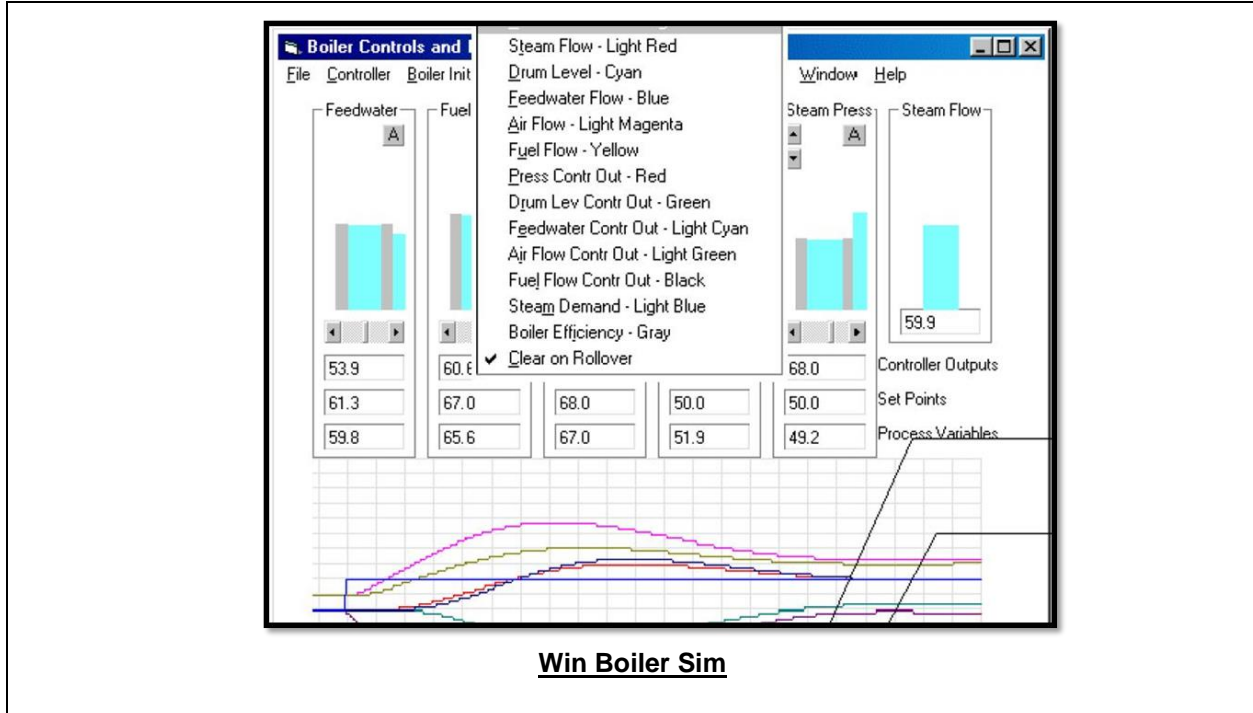 Boiler Controls and
File Controller Boiler Init
Window Help
Steam Flow - Light Red
Drum Level - Cyan
Feedwater Flow - Blue
Air Flow - Light Magenta
Fuel Flow - Yellow
Press Contr Out - Red
Drum Lev Contr Out - Green
Feedwater Contr Out - Light Cyan
Air Flow Contr Out - Light Green
Fuel Flow Contr Out - Black
Steam Demand - Light Blue
Boiler Efficiency - Gray
Clear on Rollover
Feedwater Fuel Steam Press Steam Flow
A A
59.9
53.9 60.6 68.0 Controller Outputs
61.3 67.0 68.0 50.0 50.0 Set Points
59.8 65.6 67.0 51.9 49.2 Process Variables
Win Boiler Sim